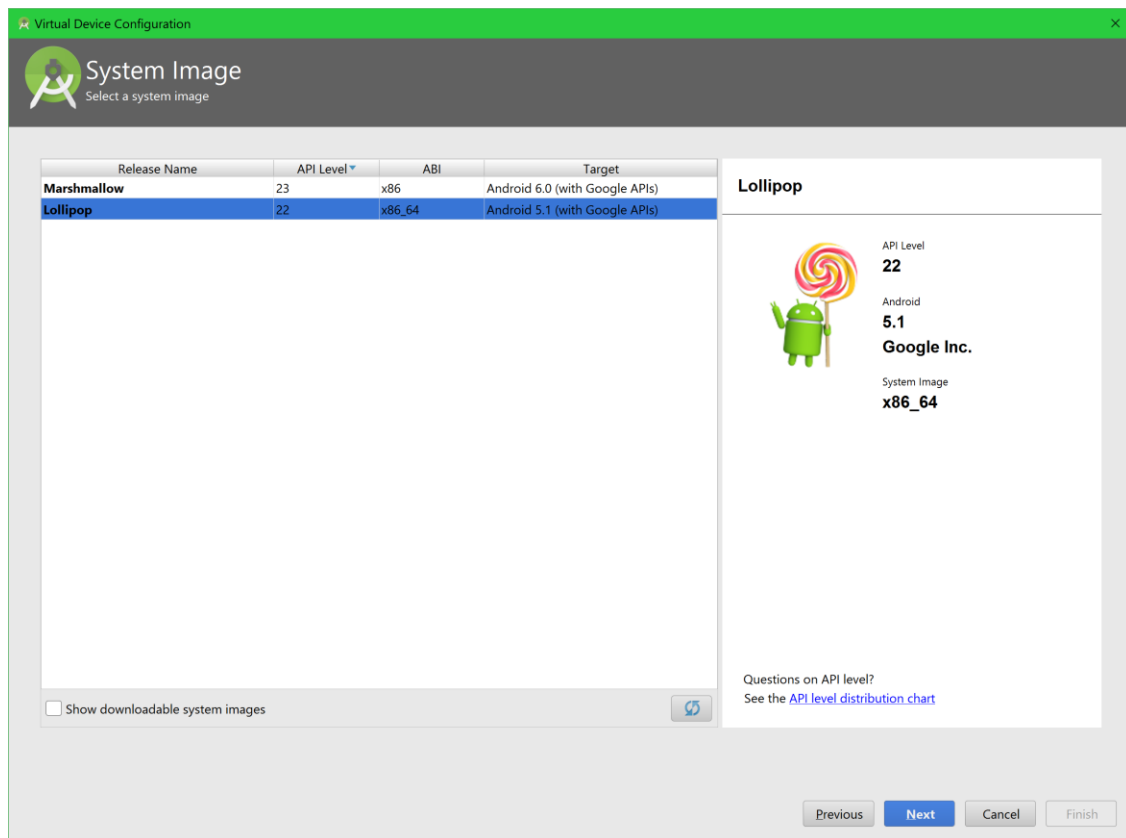 Virtual Device Configuration
System Image
Select a system image
Release Name API Level ABI Target
Marshmallow 23 x86 Android 6.0 (with Google APIs)
Lollipop 22 x86_64 Android 5.1 (with Google APIs)
Show downloadable system images
Lollipop
API Level
22
Android
5.1
Google Inc.
System Image
x86_64
Questions on API level?
See the API level distribution chart
Previous Next Cancel Finish